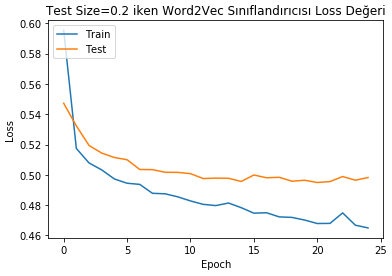 Test Size=0.2 iken Word2Vec Sınıflandırıcısı Loss Değeri
0.60
0.58
0.56
0.54
0.52
0.50
0.48
0.46
Loss
Train
Test
0 5 10 15 20 25
Epoch